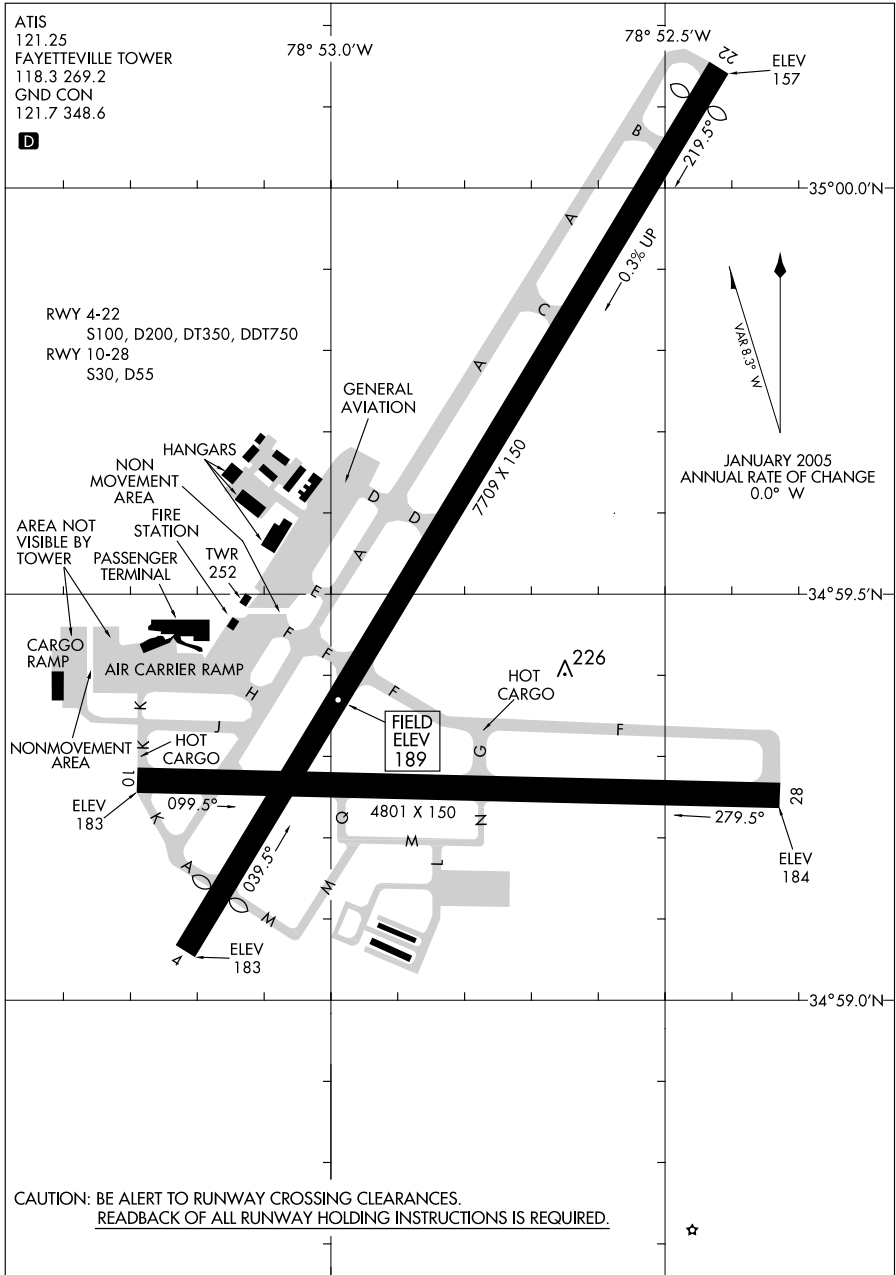 ATIS
121.25
FAYETTEVILLE TOWER
118.3 269.2
GND CON
121.7 348.6
D
78° 53.0'W
78° 52.5'W
22
ELEV
157
B
219.5°
35° 00.0'N
A
0.3% UP
VAR 8.3° W
RWY 4-22
S100, D200, DT350, DDT750
RWY 10-28
S30, D55
C
A
JANUARY 2005
ANNUAL RATE OF CHANGE
0.0° W
GENERAL
AVIATION
HANGARS
NON
MOVEMENT
AREA
7709 X 150
D
D
FIRE
STATION
AREA NOT
VISIBLE BY
TOWER
PASSENGER
TERMINAL
TWR
252
A
E
34° 59.5'N
F
F
CARGO
RAMP
AIR CARRIER RAMP
226
HOT
CARGO
H
F
K
J
F
FIELD
ELEV
189
NONMOVEMENT
AREA
K
HOT
CARGO
G
10
28
ELEV
183
099.5°
4801 X 150
279.5°
K
Q
N
M
L
ELEV
184
A
039.5°
M
M
4
ELEV
183
34° 59.0'N
CAUTION: BE ALERT TO RUNWAY CROSSING CLEARANCES.
READBACK OF ALL RUNWAY HOLDING INSTRUCTIONS IS REQUIRED.